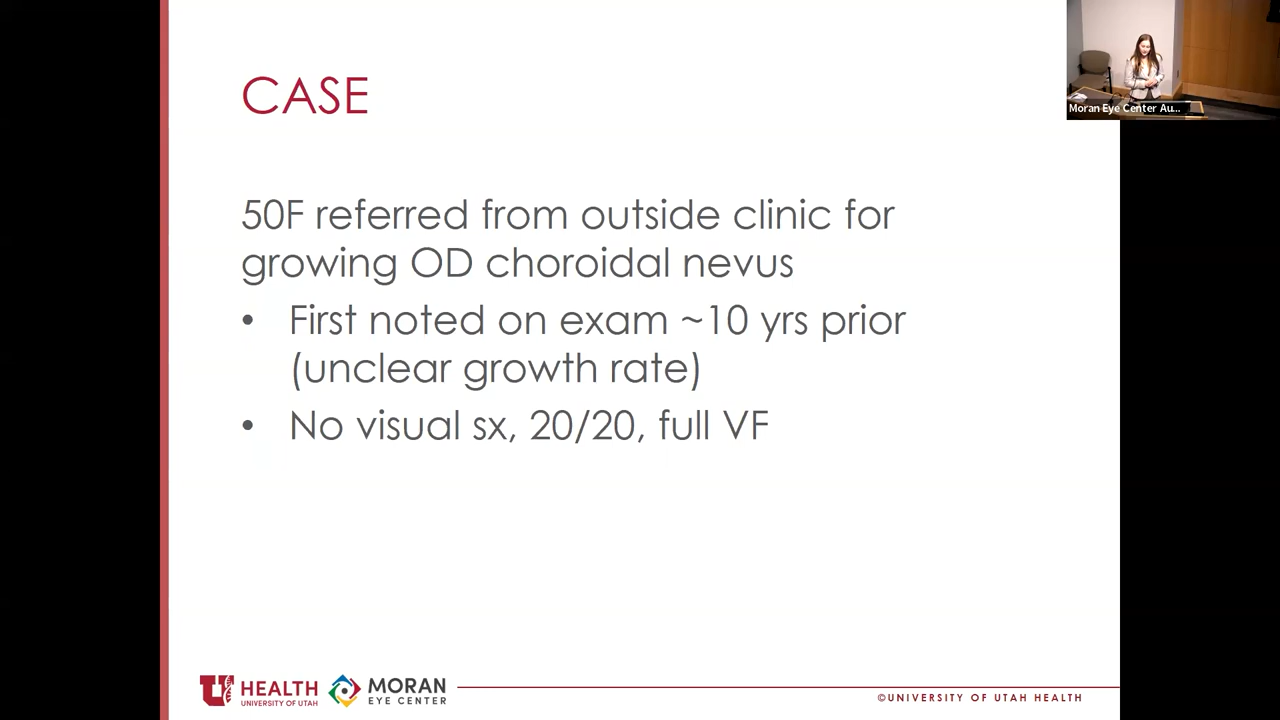 CASE
Moran Eye Center Au...
50F referred from outside clinic for
growing OD choroidal nevus
• First noted on exam ~10 yrs prior
(unclear growth rate)
• No visual sx, 20/20, full VF
U HEALTH
UNIVERSITY OF UTAH
MORAN
EYE CENTER
©UNIVERSITY OF UTAH HEALTH